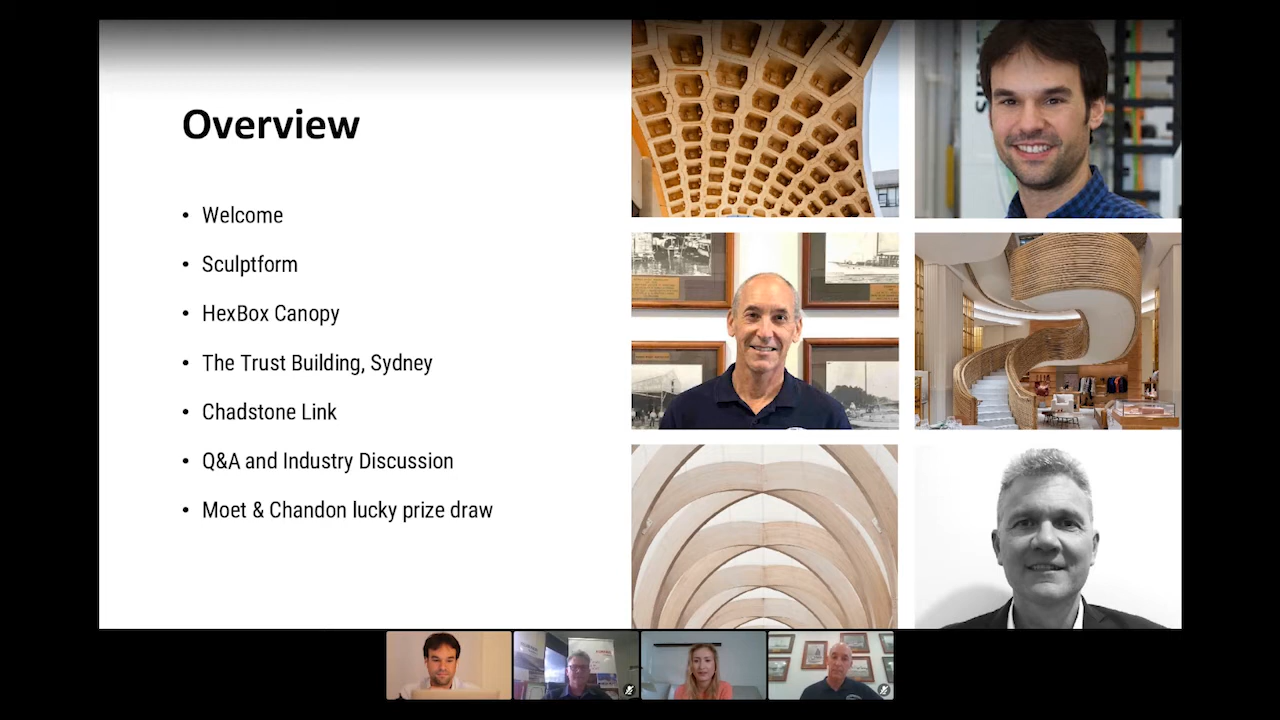 Overview
• Welcome
• Sculptform
• HexBox Canopy
• The Trust Building, Sydney
• Chadstone Link
• Q&A and Industry Discussion
• Moet & Chandon lucky prize draw